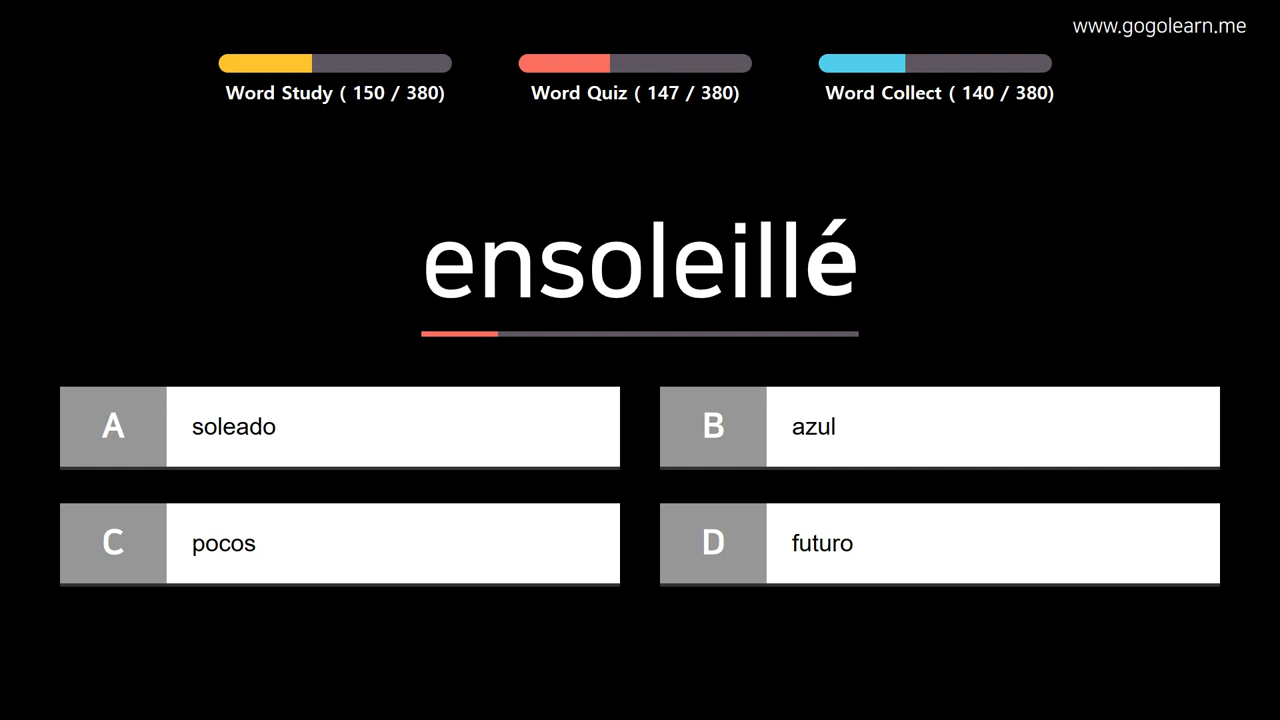 www.gogolearn.me
Word Study ( 150 / 380)
Word Quiz ( 147 / 380)
Word Collect ( 140 / 380)
ensoleillé
A soleado
B azul
C pocos
D futuro